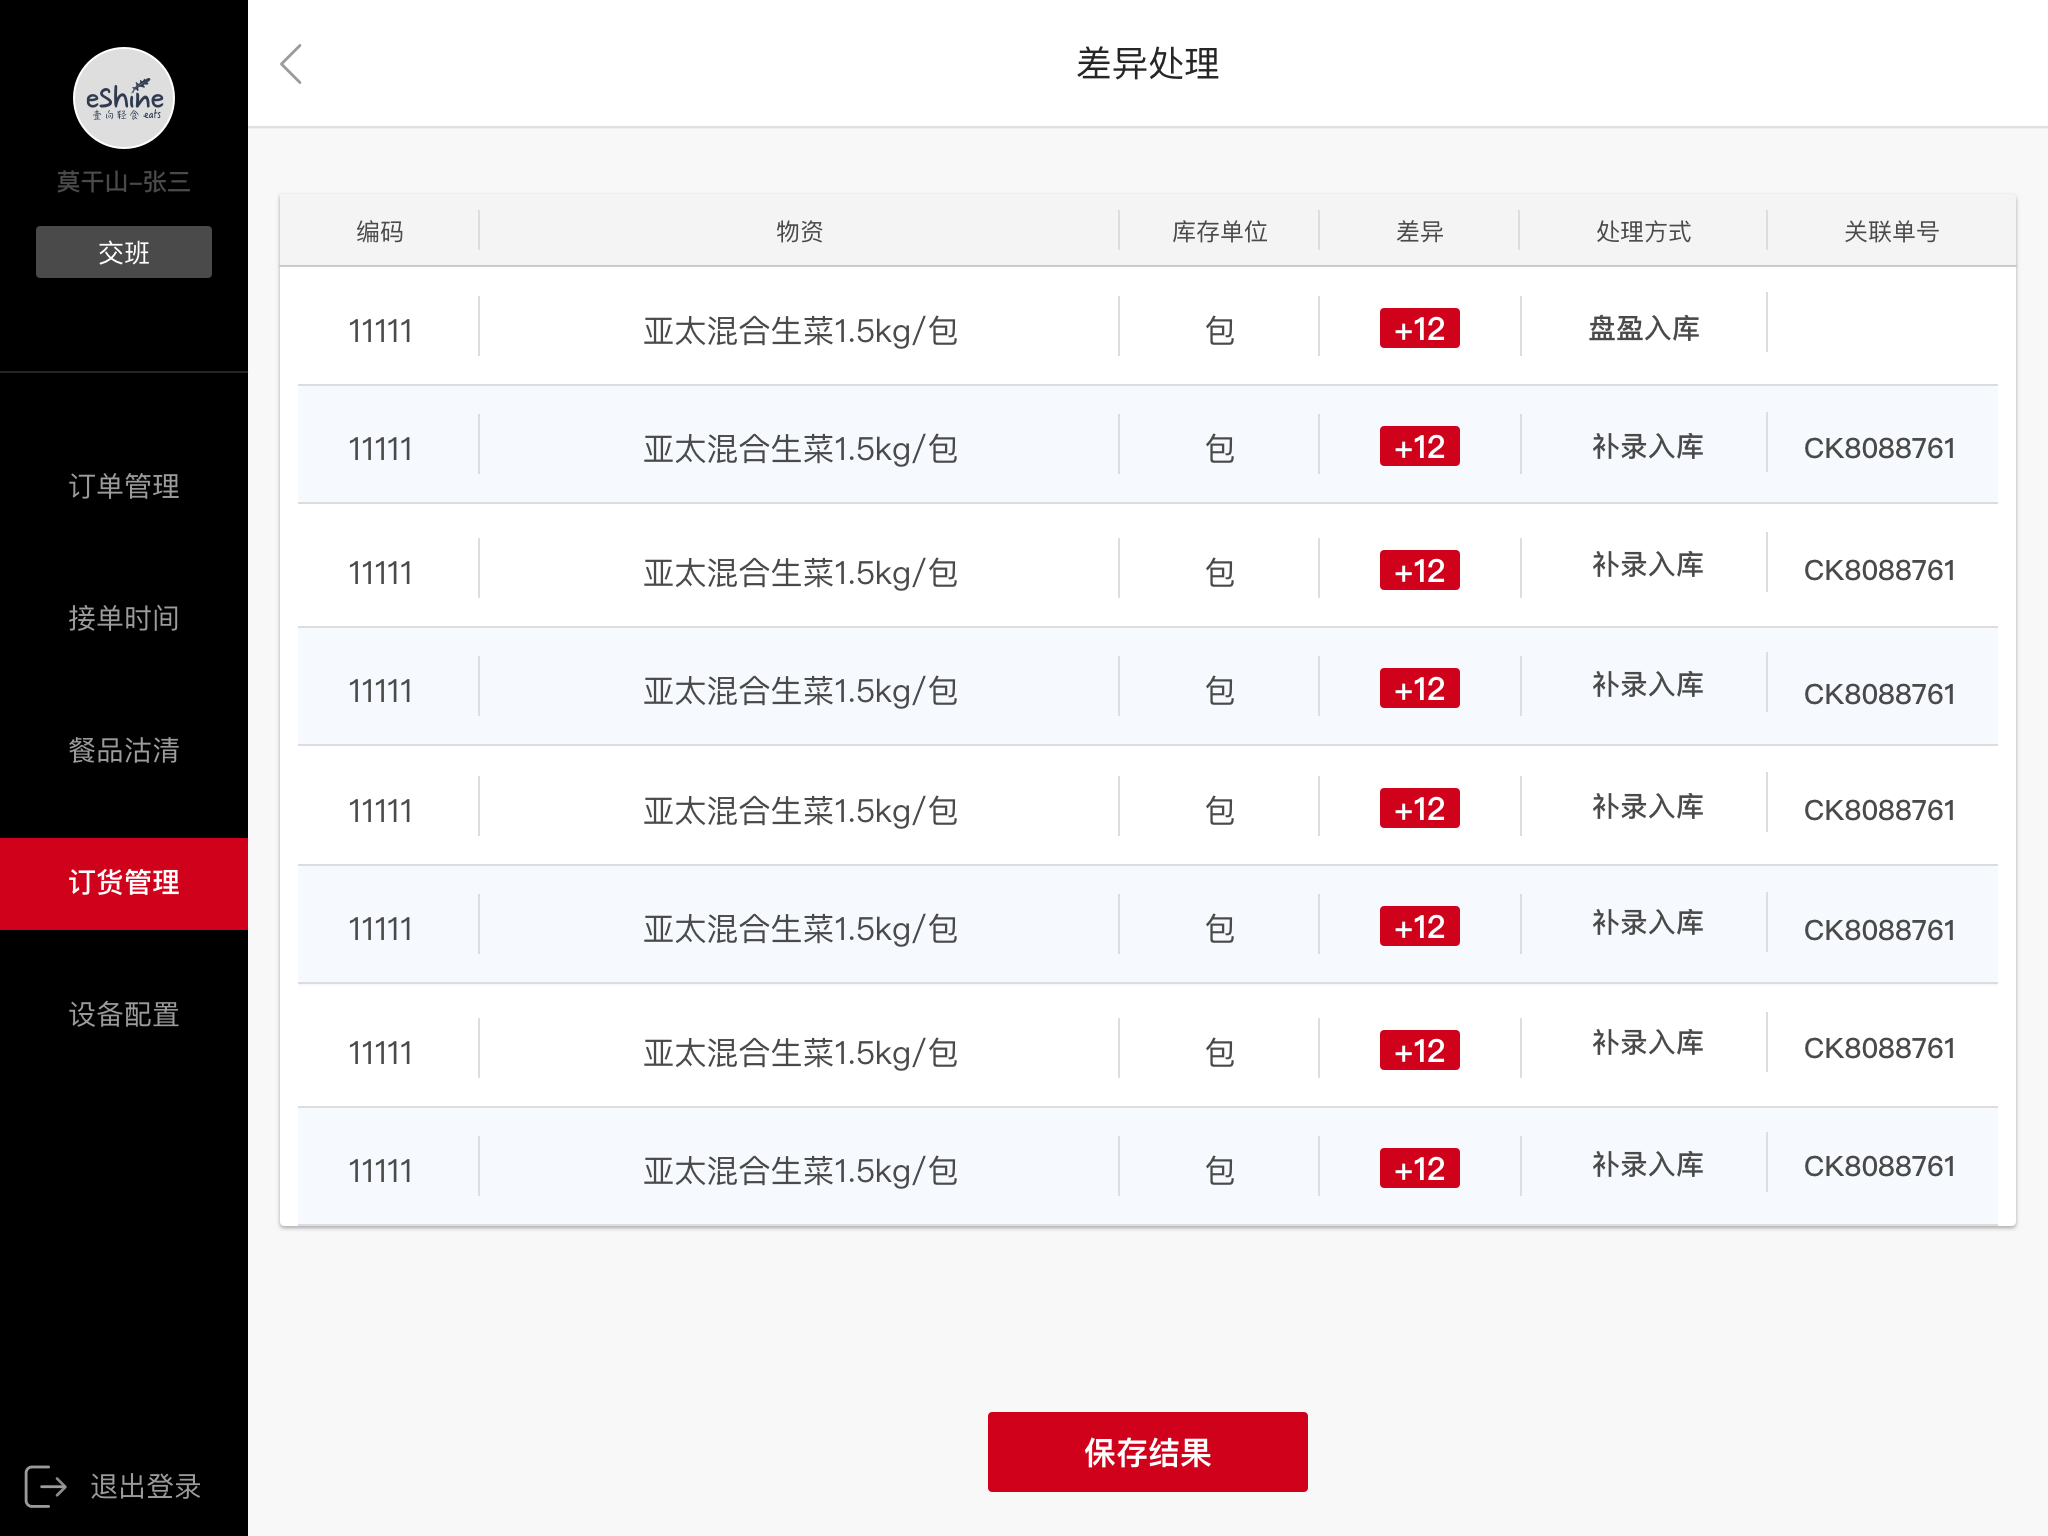 eShine
壹向轻食 eats
莫干山-张三
交班
订单管理
接单时间
餐品沽清
订货管理
设备配置
退出登录
差异处理
编码 物资 库存单位 差异 处理方式 关联单号
11111 亚太混合生菜1.5kg/包 包 +12 盘盈入库
11111 亚太混合生菜1.5kg/包 包 +12 补录入库 CK8088761
11111 亚太混合生菜1.5kg/包 包 +12 补录入库 CK8088761
11111 亚太混合生菜1.5kg/包 包 +12 补录入库 CK8088761
11111 亚太混合生菜1.5kg/包 包 +12 补录入库 CK8088761
11111 亚太混合生菜1.5kg/包 包 +12 补录入库 CK8088761
11111 亚太混合生菜1.5kg/包 包 +12 补录入库 CK8088761
11111 亚太混合生菜1.5kg/包 包 +12 补录入库 CK8088761
保存结果